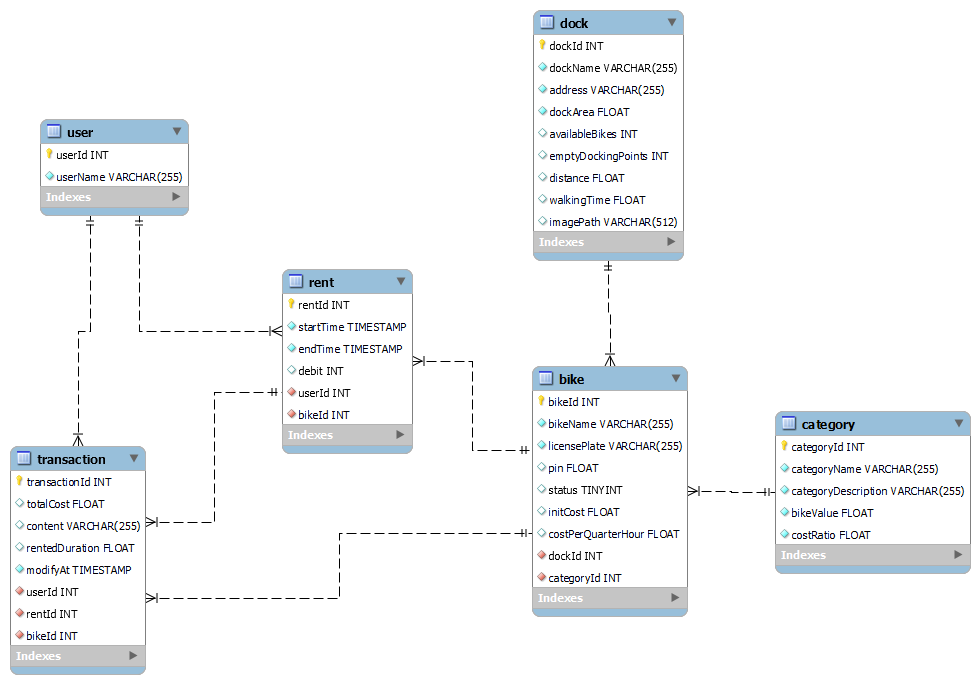 dock
dockId INT
dockName VARCHAR(255)
address VARCHAR(255)
dockArea FLOAT
availableBikes INT
emptyDockingPoints INT
distance FLOAT
walkingTime FLOAT
imagePath VARCHAR(512)
Indexes
user
userId INT
userName VARCHAR(255)
Indexes
rent
rentId INT
startTime TIMESTAMP
endTime TIMESTAMP
debit INT
userId INT
bikeId INT
Indexes
bike
bikeId INT
bikeName VARCHAR(255)
licensePlate VARCHAR(255)
pin FLOAT
status TINYINT
initCost FLOAT
costPerQuarterHour FLOAT
dockId INT
categoryId INT
Indexes
category
categoryId INT
categoryName VARCHAR(255)
categoryDescription VARCHAR(255)
bikeValue FLOAT
costRatio FLOAT
Indexes
transaction
transactionId INT
totalCost FLOAT
content VARCHAR(255)
rentedDuration FLOAT
modifyAt TIMESTAMP
userId INT
rentId INT
bikeId INT
Indexes